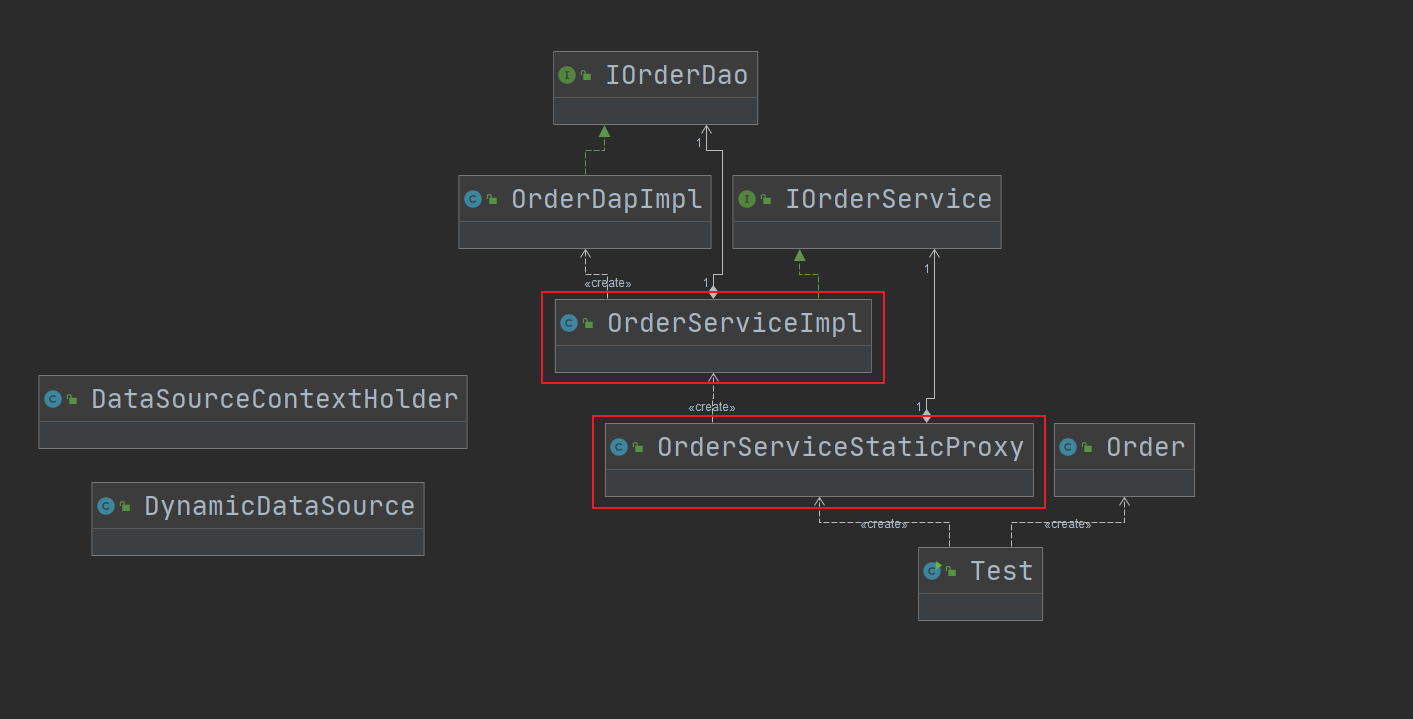 IOrderDao
1
OrderDapImpl
IOrderService
«create»
1
1
OrderServiceImpl
DataSourceContextHolder
«create»
1
OrderServiceStaticProxy
Order
DynamicDataSource
«create»
«create»
Test